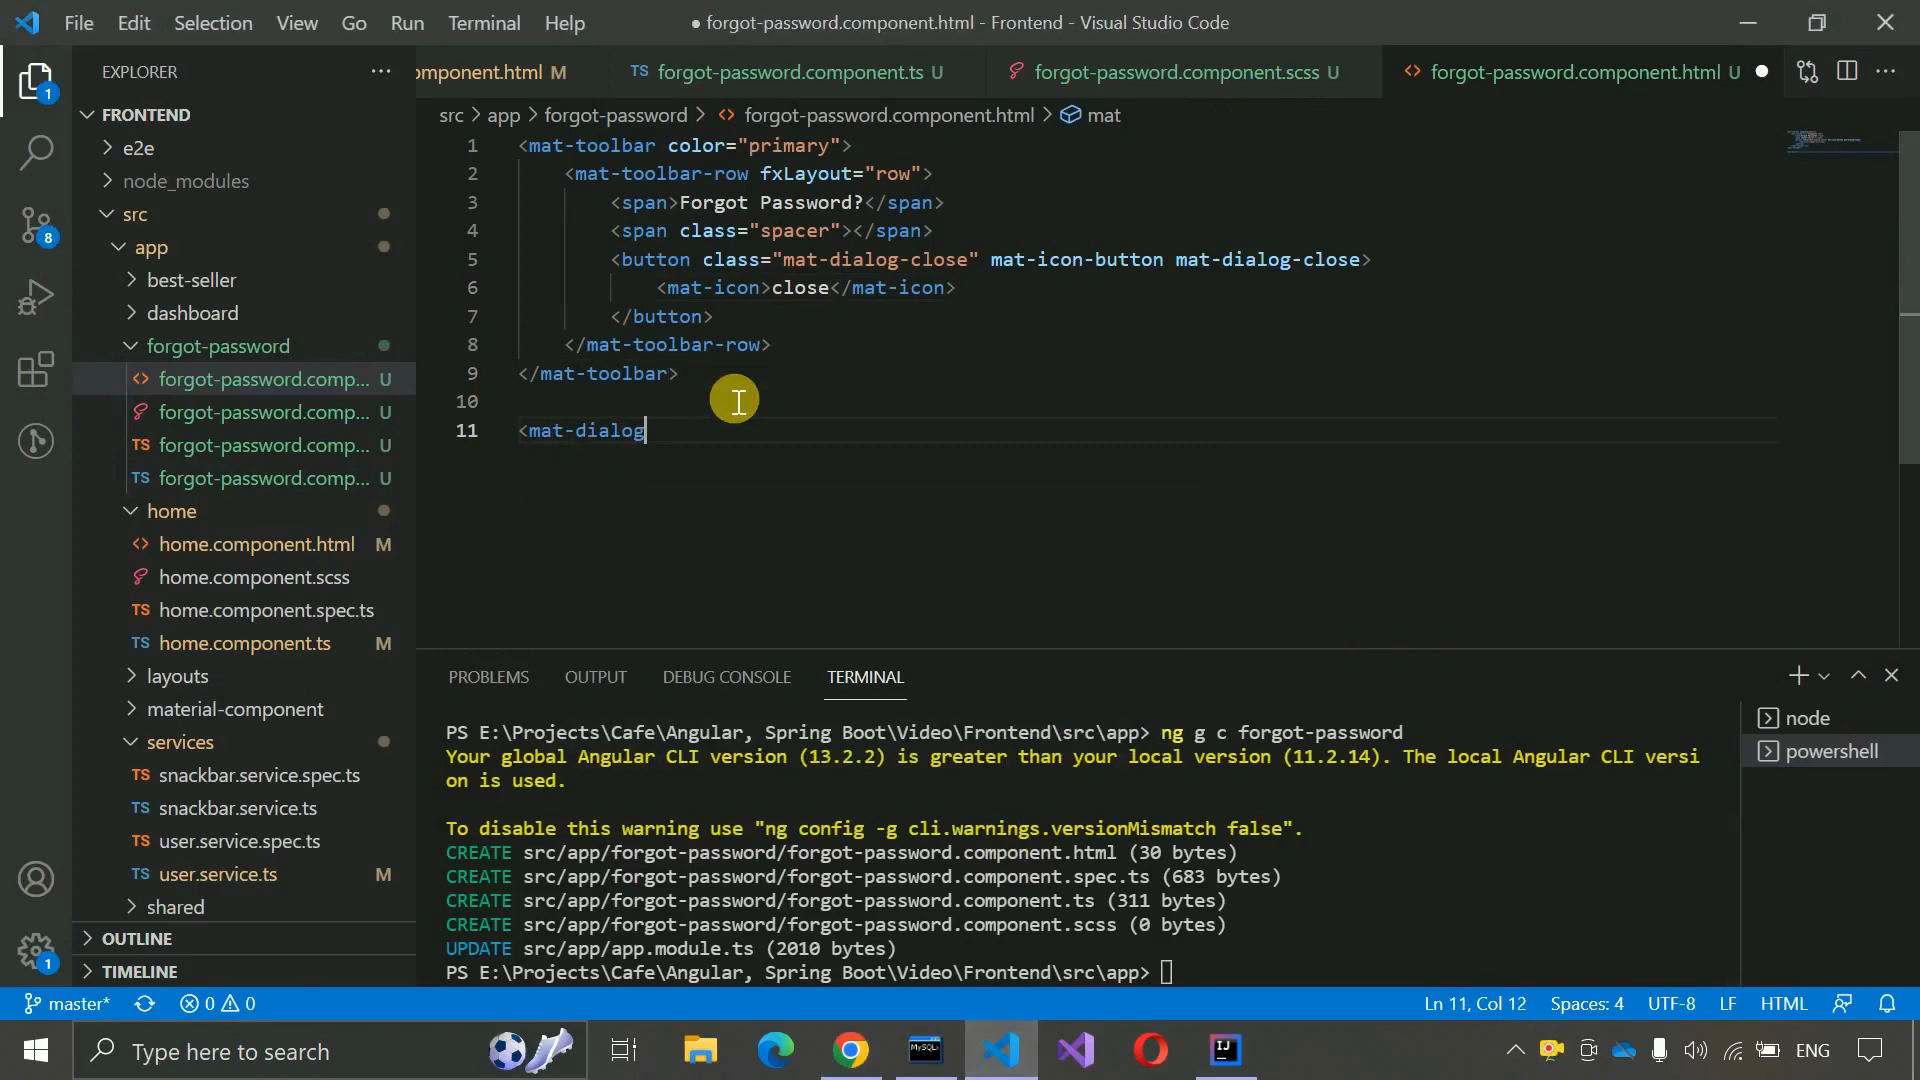 File Edit Selection View Go Run Terminal Help ● forgot-password.component.html - Frontend - Visual Studio Code
EXPLORER
omponent.html M TS forgot-password.component.ts U forgot-password.component.scss U <> forgot-password.component.html U
src > app > forgot-password > <> forgot-password.component.html > mat
FRONTEND
e2e
node_modules
src
app
best-seller
dashboard
forgot-password
<> forgot-password.comp... U
forgot-password.comp... U
TS forgot-password.comp... U
TS forgot-password.comp... U
home
<> home.component.html M
home.component.scss
TS home.component.spec.ts
TS home.component.ts M
layouts
material-component
services
TS snackbar.service.spec.ts
TS snackbar.service.ts
TS user.service.spec.ts
TS user.service.ts M
shared
OUTLINE
TIMELINE
1
8
1
1 <mat-toolbar color="primary">
2 <mat-toolbar-row fxLayout="row">
3 <span>Forgot Password?</span>
4 <span class="spacer"></span>
5 <button class="mat-dialog-close" mat-icon-button mat-dialog-close>
6 <mat-icon>close</mat-icon>
7 </button>
8 </mat-toolbar-row>
9 </mat-toolbar>
10
11 <mat-dialog
PROBLEMS OUTPUT DEBUG CONSOLE TERMINAL
PS E:\Projects\Cafe\Angular, Spring Boot\Video\Frontend\src\app> ng g c forgot-password
Your global Angular CLI version (13.2.2) is greater than your local version (11.2.14). The local Angular CLI versi
on is used.
To disable this warning use "ng config -g cli.warnings.versionMismatch false".
CREATE src/app/forgot-password/forgot-password.component.html (30 bytes)
CREATE src/app/forgot-password/forgot-password.component.spec.ts (683 bytes)
CREATE src/app/forgot-password/forgot-password.component.ts (311 bytes)
CREATE src/app/forgot-password/forgot-password.component.scss (0 bytes)
UPDATE src/app/app.module.ts (2010 bytes)
PS E:\Projects\Cafe\Angular, Spring Boot\Video\Frontend\src\app>
node
powershell
master* 0 0 Ln 11, Col 12 Spaces: 4 UTF-8 LF HTML
Type here to search
MySQL
IJ
ENG